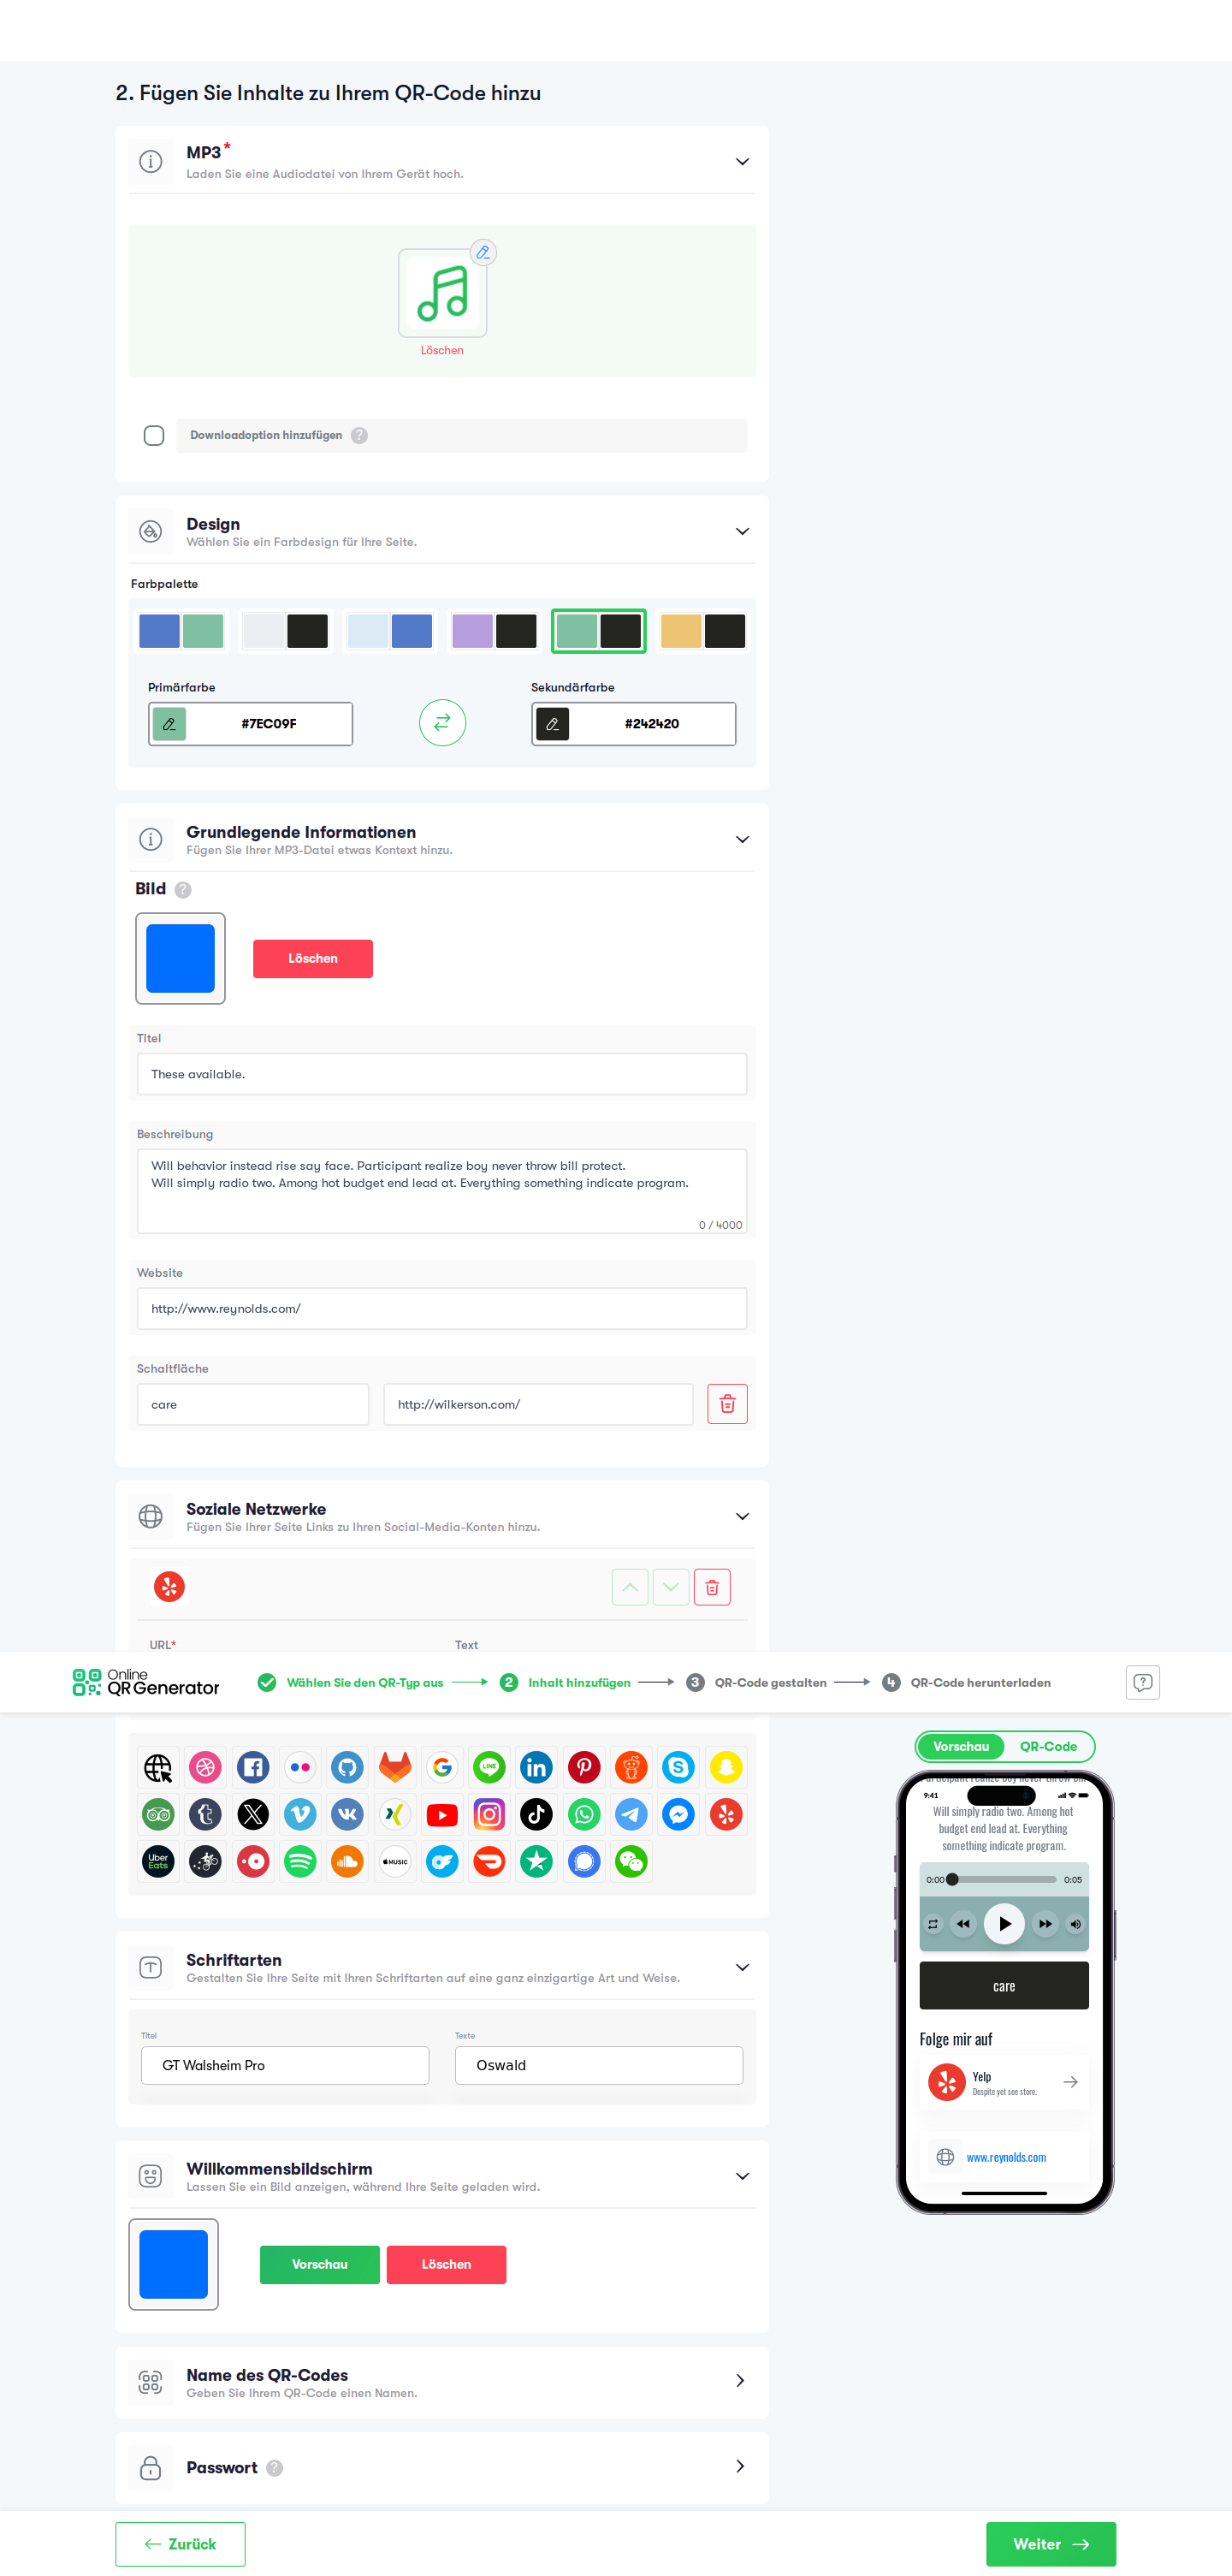 2. Fügen Sie Inhalte zu Ihrem QR-Code hinzu
MP3*
Laden Sie eine Audiodatei von Ihrem Gerät hoch.
Löschen
Downloadoption hinzufügen ?
Design
Wählen Sie ein Farbdesign für Ihre Seite.
Farbpalette
Primärfarbe
#7EC09F
Sekundärfarbe
#242420
Grundlegende Informationen
Fügen Sie Ihrer MP3-Datei etwas Kontext hinzu.
Bild ?
Löschen
Titel
These available.
Beschreibung
Will behavior instead rise say face. Participant realize boy never throw bill protect.
Will simply radio two. Among hot budget end lead at. Everything something indicate program.
0 / 4000
Website
http://www.reynolds.com/
Schaltfläche
care
http://wilkerson.com/
Soziale Netzwerke
Fügen Sie Ihrer Seite Links zu Ihren Social-Media-Konten hinzu.
URL*
Text
Online
QR Generator
Wählen Sie den QR-Typ aus
2 Inhalt hinzufügen
3 QR-Code gestalten
4 QR-Code herunterladen
LINE
Uber
Eats
MUSIC
Schriftarten
Gestalten Sie Ihre Seite mit Ihren Schriftarten auf eine ganz einzigartige Art und Weise.
Titel
GT Walsheim Pro
Texte
Oswald
Willkommensbildschirm
Lassen Sie ein Bild anzeigen, während Ihre Seite geladen wird.
Vorschau
Löschen
Name des QR-Codes
Geben Sie Ihrem QR-Code einen Namen.
Passwort ?
Zurück
Weiter
Vorschau
QR-Code
Participant realize boy never throw bill
9:41
Will simply radio two. Among hot
budget end lead at. Everything
something indicate program.
0:00
0:05
care
Folge mir auf
Yelp
Despite yet see store.
www.reynolds.com